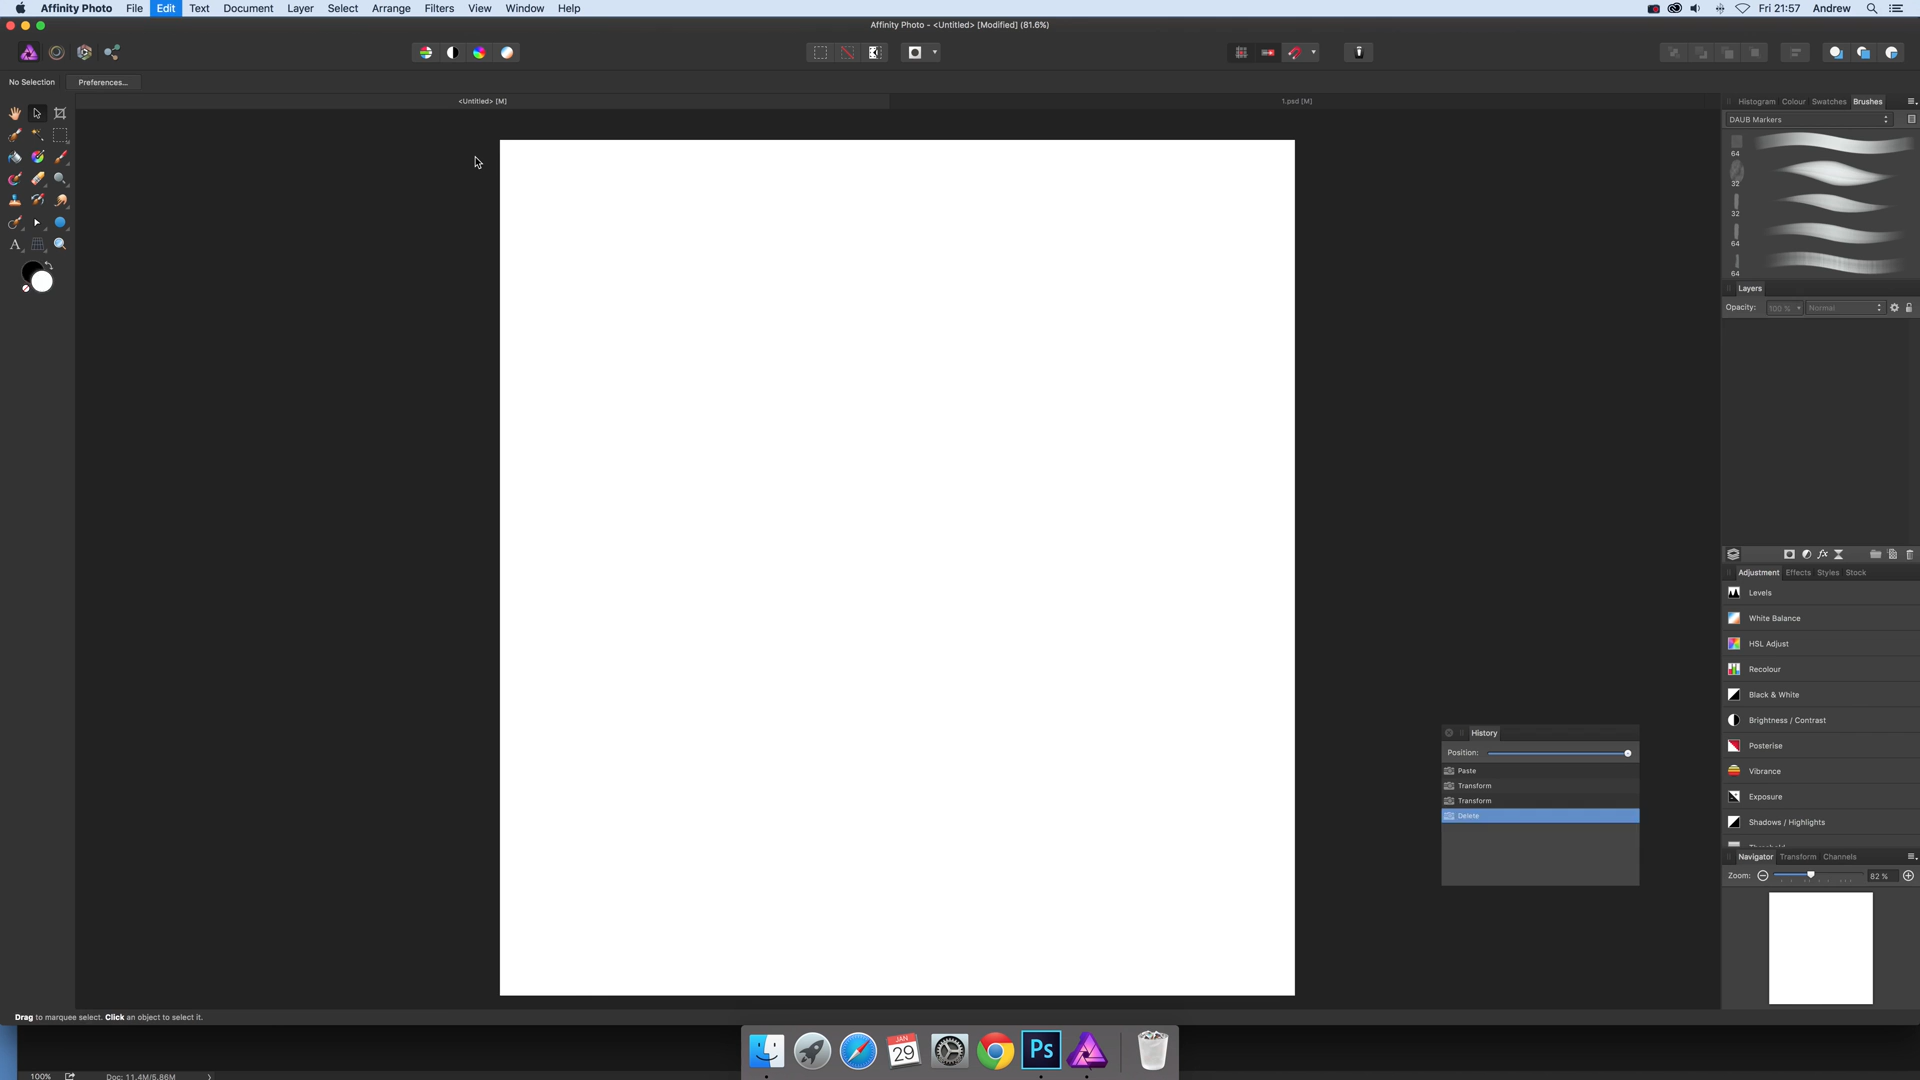 Affinity Photo File Edit Text Document Layer Select Arrange Filters View Window Help Fri 21:57 Andrew
Affinity Photo - <Untitled> [Modified] (81.6%)
No Selection Preferences...
<Untitled> [M] 1.psd [M]
Histogram Colour Swatches Brushes
DAUB Markers
64
32
32
64
64
Layers
Opacity: 100 % Normal
Adjustment Effects Styles Stock
Levels
White Balance
HSL Adjust
Recolour
Black & White
Brightness / Contrast
Posterise
Vibrance
Exposure
Shadows / Highlights
History
Position:
Paste
Transform
Transform
Delete
Navigator Transform Channels
Zoom: 82 %
A
Drag to marquee select. Click an object to select it.
JAN
29
Ps
100% Doc: 11.4M/5.86M